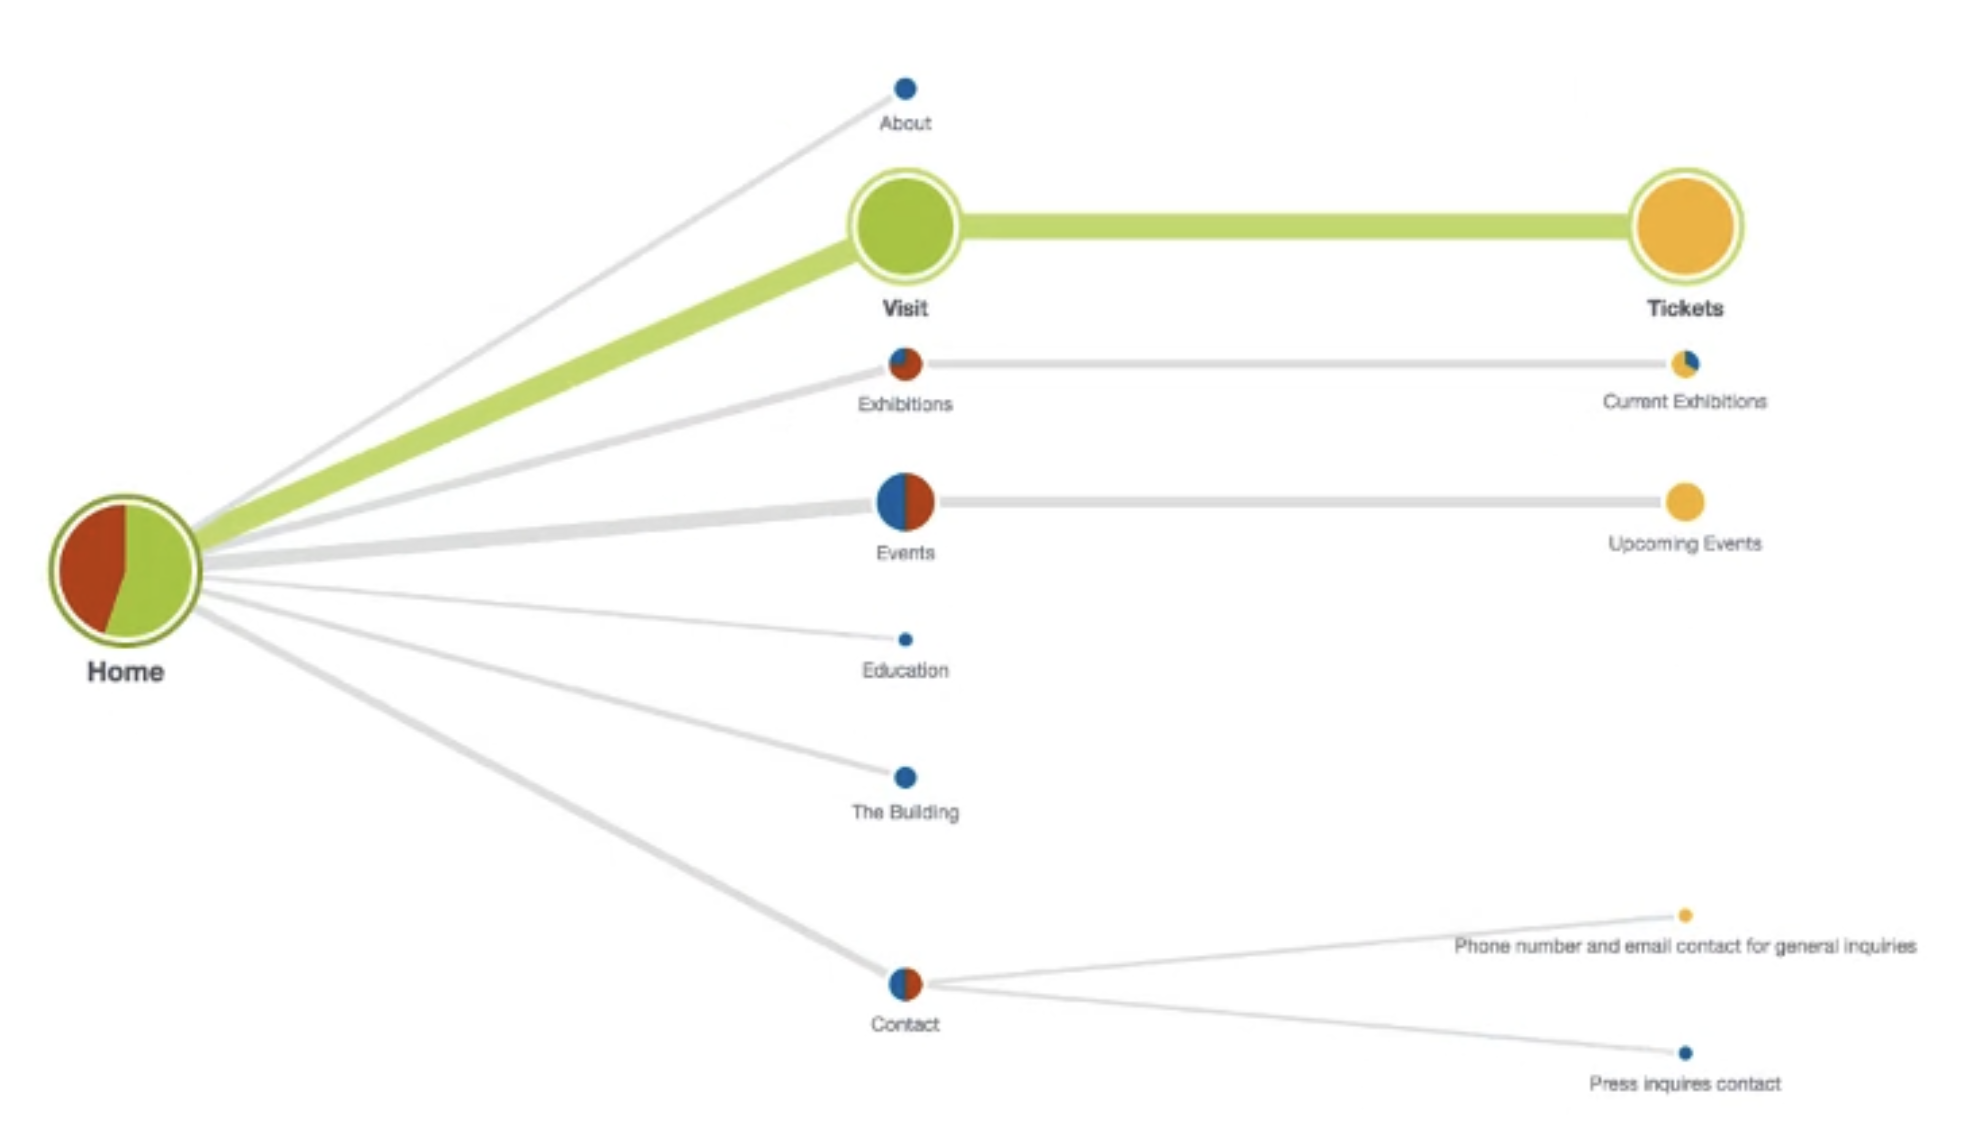 About
Visit
Tickets
Exhibitions
Current Exhibitions
Events
Upcoming Events
Home
Education
The Building
Phone number and email contact for general inquiries
Contact
Press inquires contact